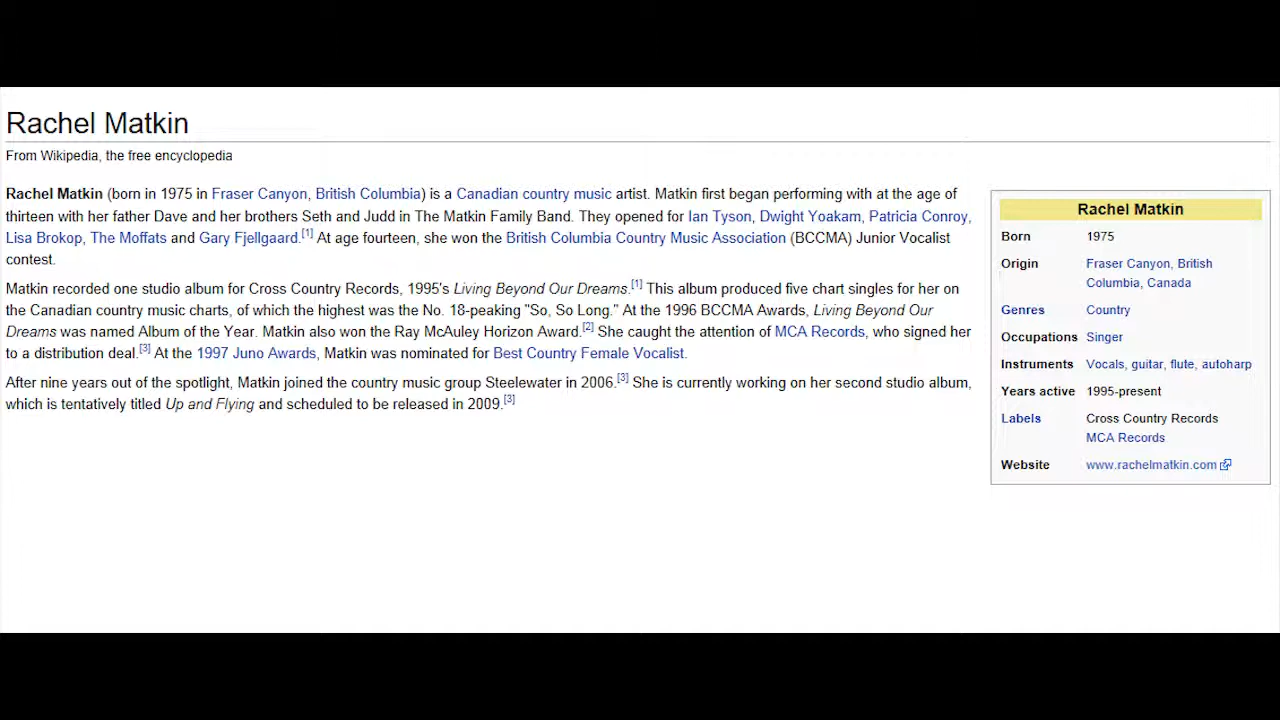 Rachel Matkin
From Wikipedia, the free encyclopedia
Rachel Matkin (born in 1975 in Fraser Canyon, British Columbia) is a Canadian country music artist. Matkin first began performing with at the age of
thirteen with her father Dave and her brothers Seth and Judd in The Matkin Family Band. They opened for Ian Tyson, Dwight Yoakam, Patricia Conroy,
Lisa Brokop, The Moffats and Gary Fjellgaard.[1] At age fourteen, she won the British Columbia Country Music Association (BCCMA) Junior Vocalist
contest.
Matkin recorded one studio album for Cross Country Records, 1995's Living Beyond Our Dreams.[1] This album produced five chart singles for her on
the Canadian country music charts, of which the highest was the No. 18-peaking "So, So Long." At the 1996 BCCMA Awards, Living Beyond Our
Dreams was named Album of the Year. Matkin also won the Ray McAuley Horizon Award.[2] She caught the attention of MCA Records, who signed her
to a distribution deal.[3] At the 1997 Juno Awards, Matkin was nominated for Best Country Female Vocalist.
After nine years out of the spotlight, Matkin joined the country music group Steelewater in 2006.[3] She is currently working on her second studio album,
which is tentatively titled Up and Flying and scheduled to be released in 2009.[3]
Rachel Matkin
Born 1975
Origin Fraser Canyon, British
Columbia, Canada
Genres Country
Occupations Singer
Instruments Vocals, guitar, flute, autoharp
Years active 1995-present
Labels Cross Country Records
MCA Records
Website www.rachelmatkin.com